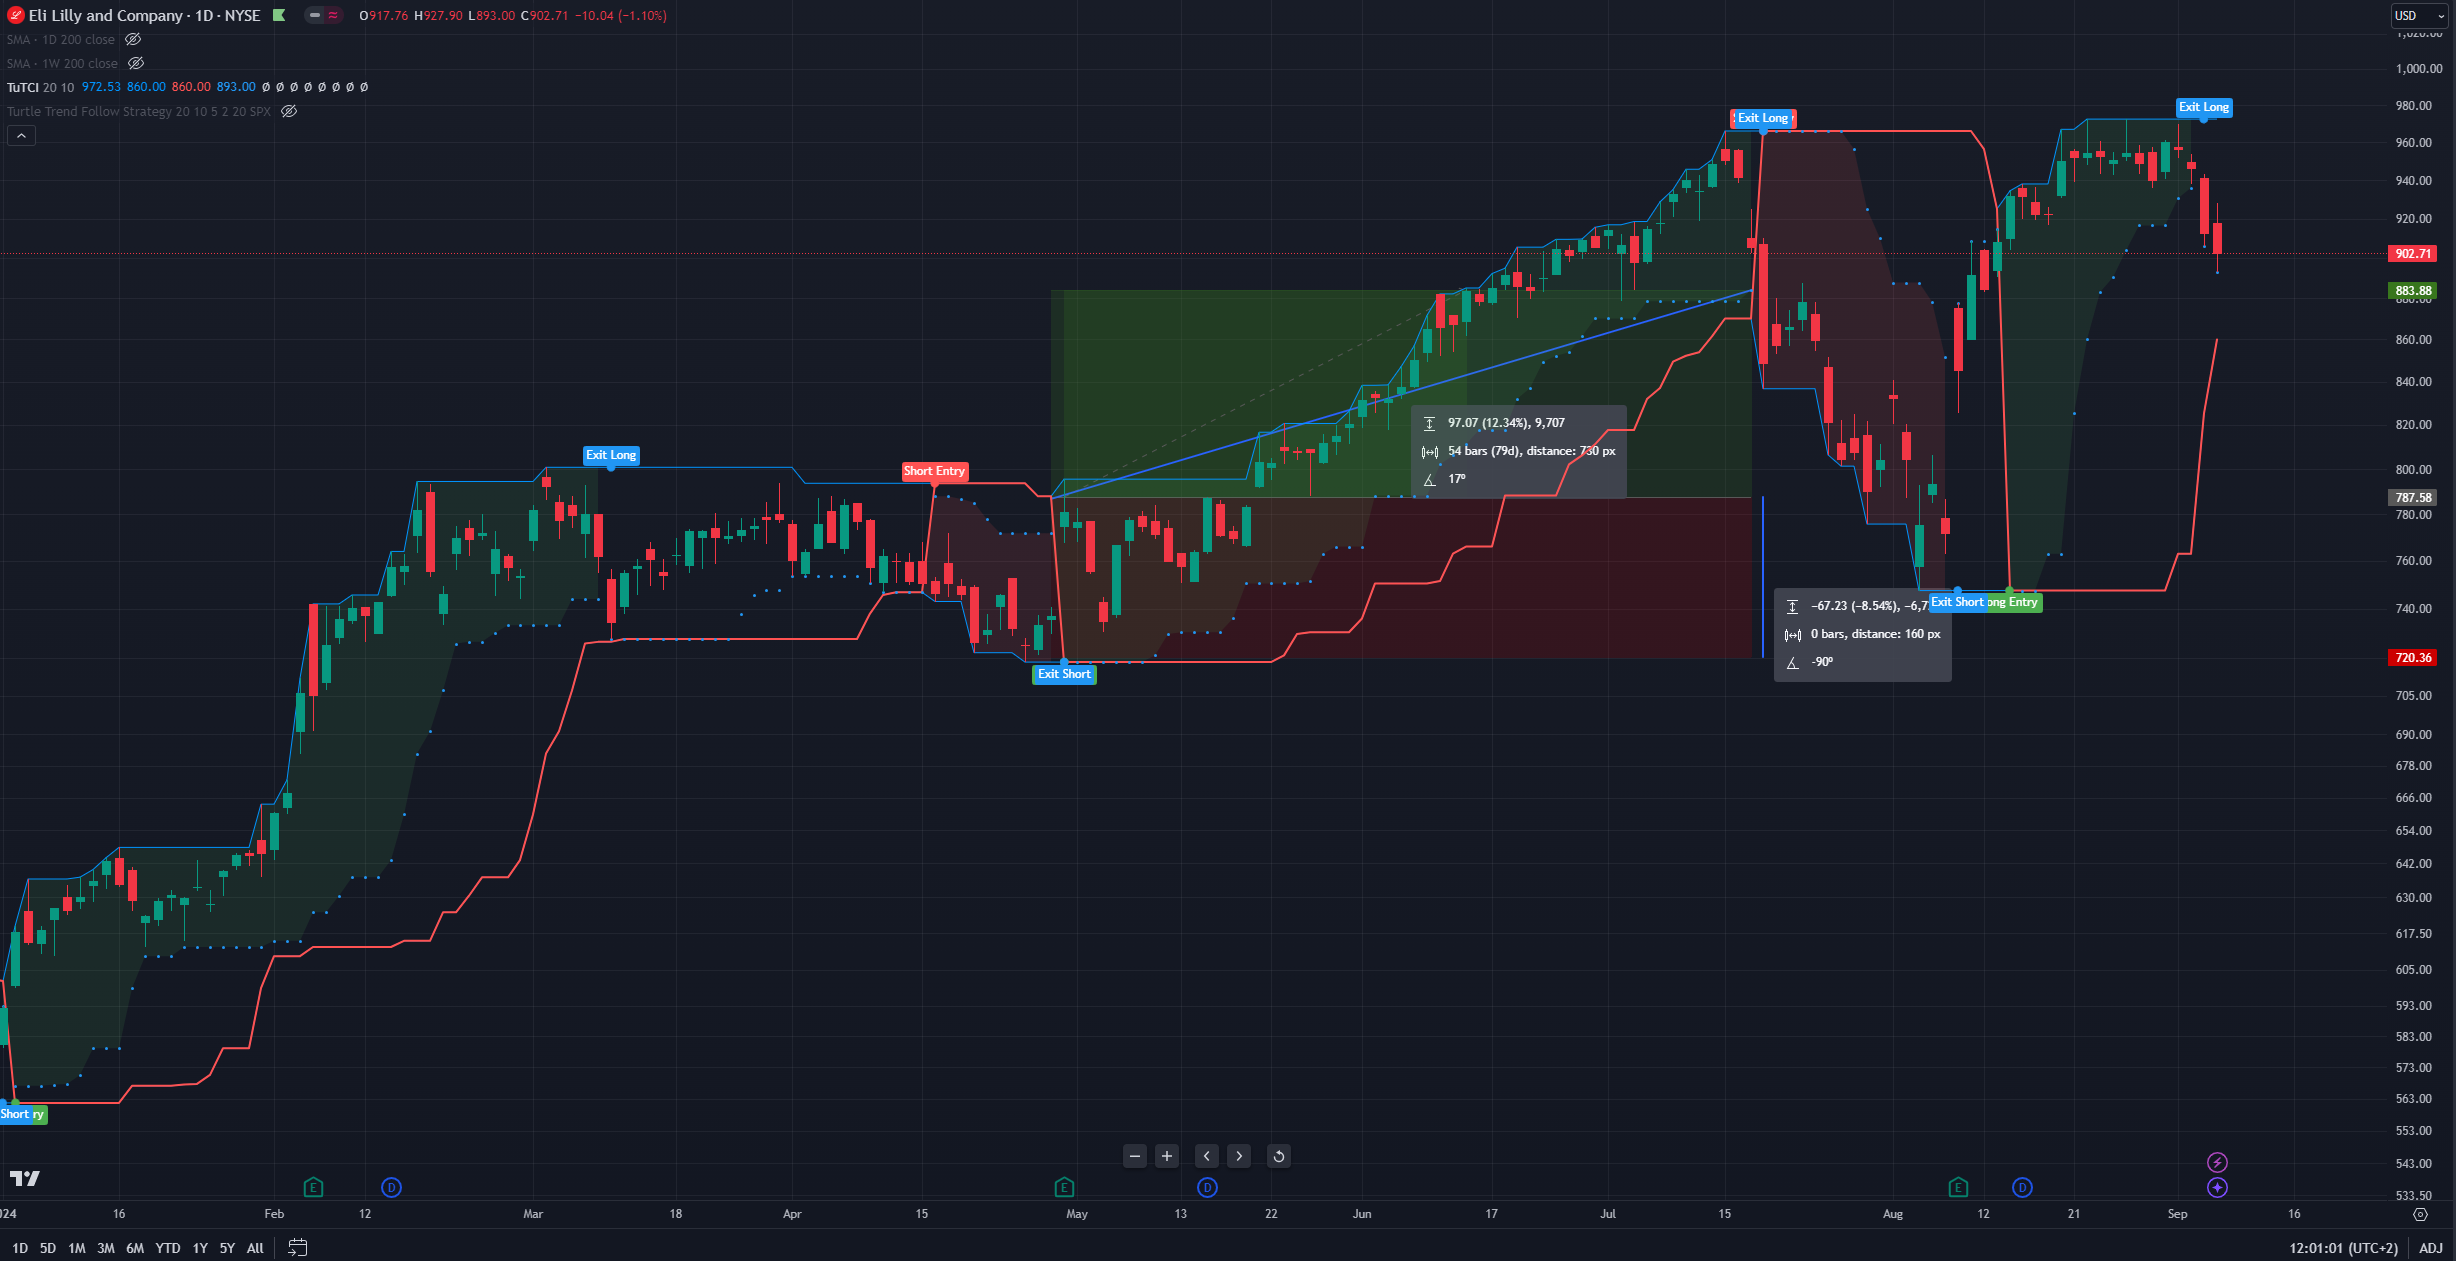 Eli Lilly and Company · 1D · NYSE O917.76 H927.90 L893.00 C902.71 −10.04 (−1.10%)
USD
SMA · 1D 200 close
SMA · 1W 200 close
TuTCI 20 10 972.53 860.00 860.00 893.00 Ø Ø Ø Ø Ø Ø Ø Ø
Turtle Trend Follow Strategy 20 10 5 2 20 SPX
Exit Long
Exit Long
Exit Long
Short Entry
97.07 (12.34%), 9,707
54 bars (79d), distance: 730 px
17º
−67.23 (−8.54%), −6,7
0 bars, distance: 160 px
-90º
Exit Short
ong Entry
Exit Short
Short
ry
1,020.00
1,000.00
980.00
960.00
940.00
920.00
902.71
883.88
880.00
860.00
840.00
820.00
800.00
787.58
780.00
760.00
740.00
720.36
705.00
690.00
678.00
666.00
654.00
642.00
630.00
617.50
605.00
593.00
583.00
573.00
563.00
553.00
543.00
533.50
E D E D E D
024 16 Feb 12 Mar 18 Apr 15 May 13 22 Jun 17 Jul 15 Aug 12 21 Sep 16
1D 5D 1M 3M 6M YTD 1Y 5Y All
12:01:01 (UTC+2) ADJ